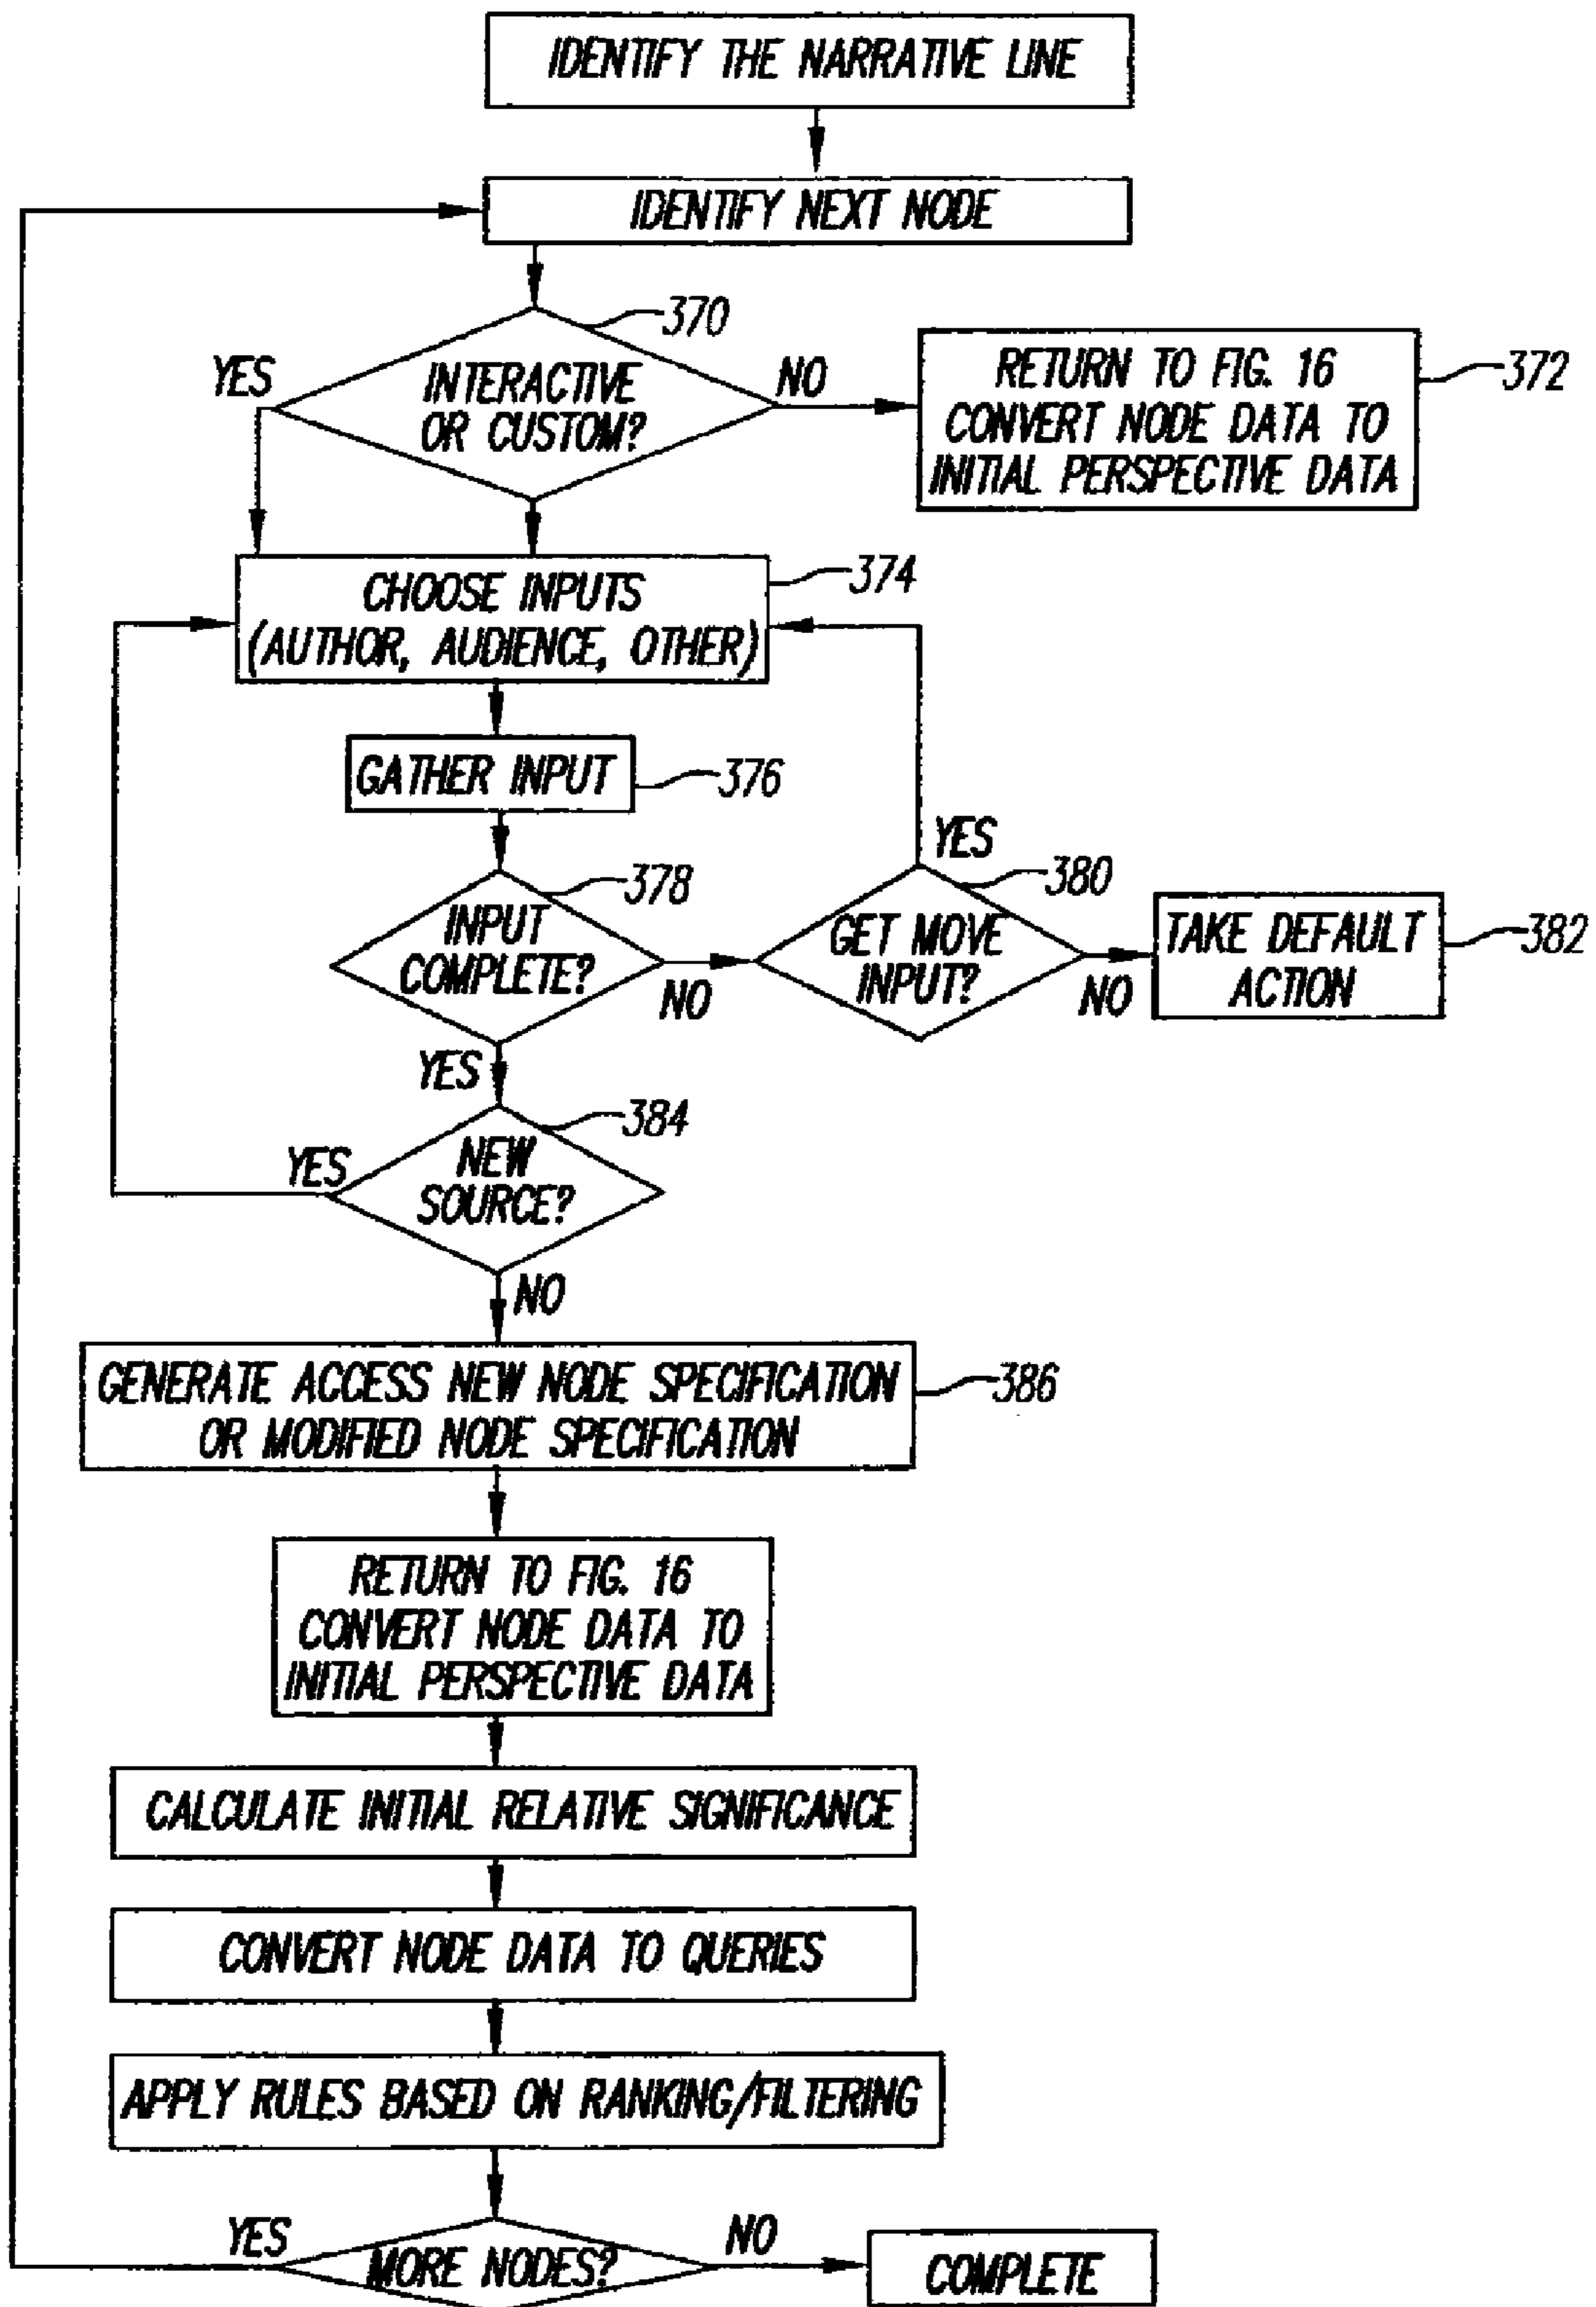 IDENTIFY THE NARRATIVE LINE
IDENTIFY NEXT NODE
370
YES
INTERACTIVE
OR CUSTOM?
NO
RETURN TO FIG. 16
CONVERT NODE DATA TO
INITIAL PERSPECTIVE DATA
372
CHOOSE INPUTS
(AUTHOR, AUDIENCE, OTHER)
374
GATHER INPUT
376
378
INPUT
COMPLETE?
NO
YES
380
GET MOVE
INPUT?
NO
TAKE DEFAULT
ACTION
382
YES
384
YES
NEW
SOURCE?
NO
GENERATE ACCESS NEW NODE SPECIFICATION
OR MODIFIED NODE SPECIFICATION
386
RETURN TO FIG. 16
CONVERT NODE DATA TO
INITIAL PERSPECTIVE DATA
CALCULATE INITIAL RELATIVE SIGNIFICANCE
CONVERT NODE DATA TO QUERIES
APPLY RULES BASED ON RANKING/FILTERING
YES
MORE NODES?
NO
COMPLETE